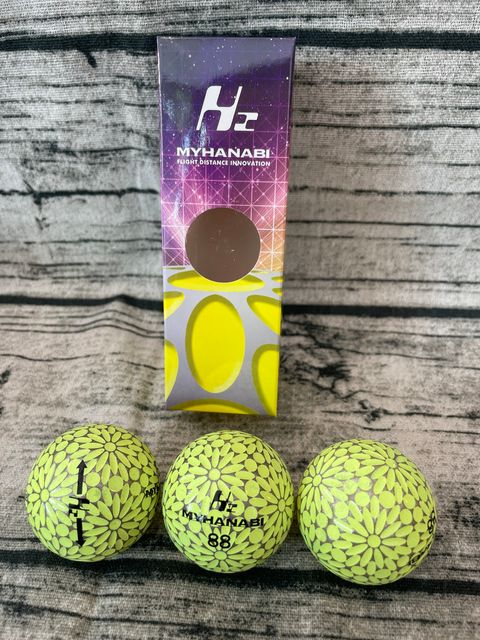 H2
MYHANABI
FLIGHT DISTANCE INNOVATION
H2
MYHANABI
88